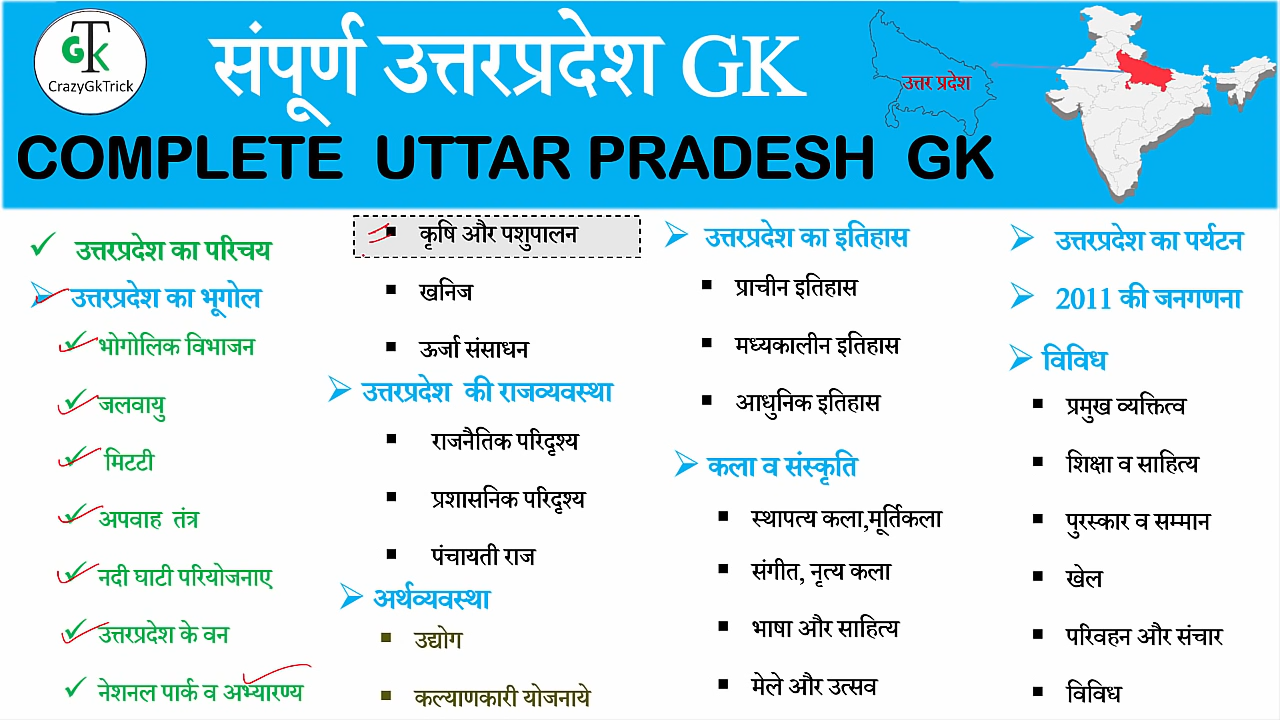 GTK
CrazyGkTrick
संपूर्ण उत्तरप्रदेश GK
उत्तर प्रदेश
COMPLETE UTTAR PRADESH GK
उत्तरप्रदेश का परिचय
उत्तरप्रदेश का भूगोल
भोगोलिक विभाजन
जलवायु
मिटटी
अपवाह तंत्र
नदी घाटी परियोजनाए
उत्तरप्रदेश के वन
नेशनल पार्क व अभ्यारण्य
कृषि और पशुपालन
खनिज
ऊर्जा संसाधन
उत्तरप्रदेश की राजव्यवस्था
राजनैतिक परिदृश्य
प्रशासनिक परिदृश्य
पंचायती राज
अर्थव्यवस्था
उद्योग
कल्याणकारी योजनाये
उत्तरप्रदेश का इतिहास
प्राचीन इतिहास
मध्यकालीन इतिहास
आधुनिक इतिहास
कला व संस्कृति
स्थापत्य कला,मूर्तिकला
संगीत, नृत्य कला
भाषा और साहित्य
मेले और उत्सव
उत्तरप्रदेश का पर्यटन
2011 की जनगणना
विविध
प्रमुख व्यक्तित्व
शिक्षा व साहित्य
पुरस्कार व सम्मान
खेल
परिवहन और संचार
विविध